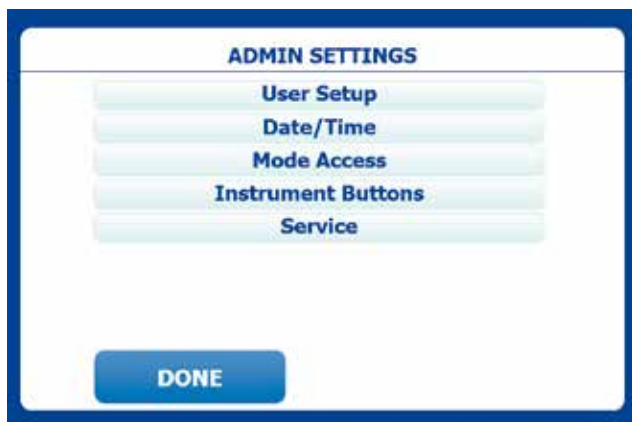 ADMIN SETTINGS
User Setup
Date/Time
Mode Access
Instrument Buttons
Service
DONE